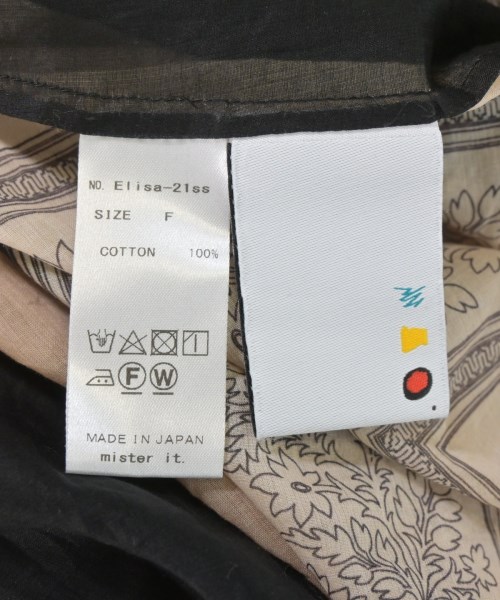 NO. Elisa-21ss
SIZE F
COTTON 100%
F W
MADE IN JAPAN
mister it.